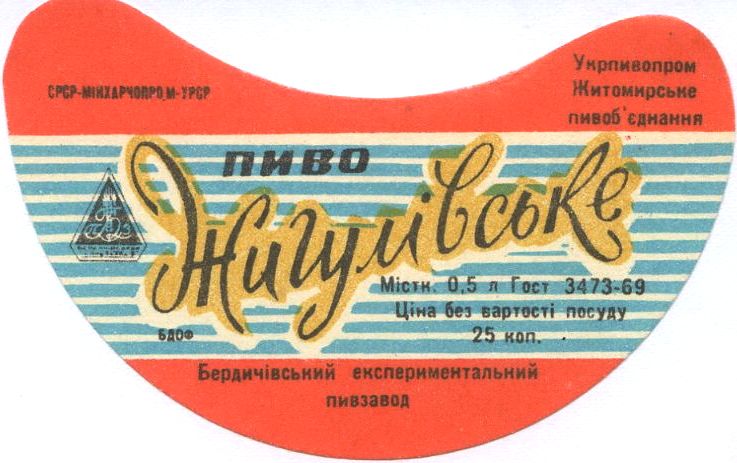 СРСР-МІНХАРЧОПРОМ-УРСР
Укрпивопром
Житомирське
пивоб'єднання
пиво
Жигулівське
Містк. 0,5 л Гост 3473-69
Ціна без вартості посуду
25 коп.
БДОФ
Бердичівський експериментальний
пивзавод